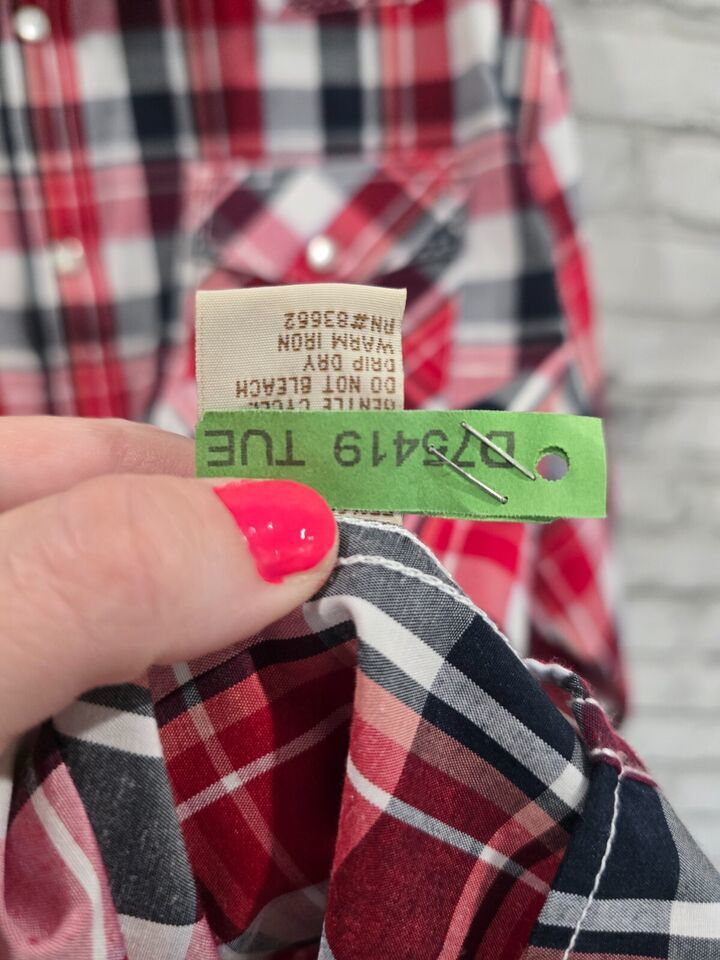 D75419 TUE
GENTLE CYCLE
DO NOT BLEACH
DRIP DRY
WARM IRON
RN#83662